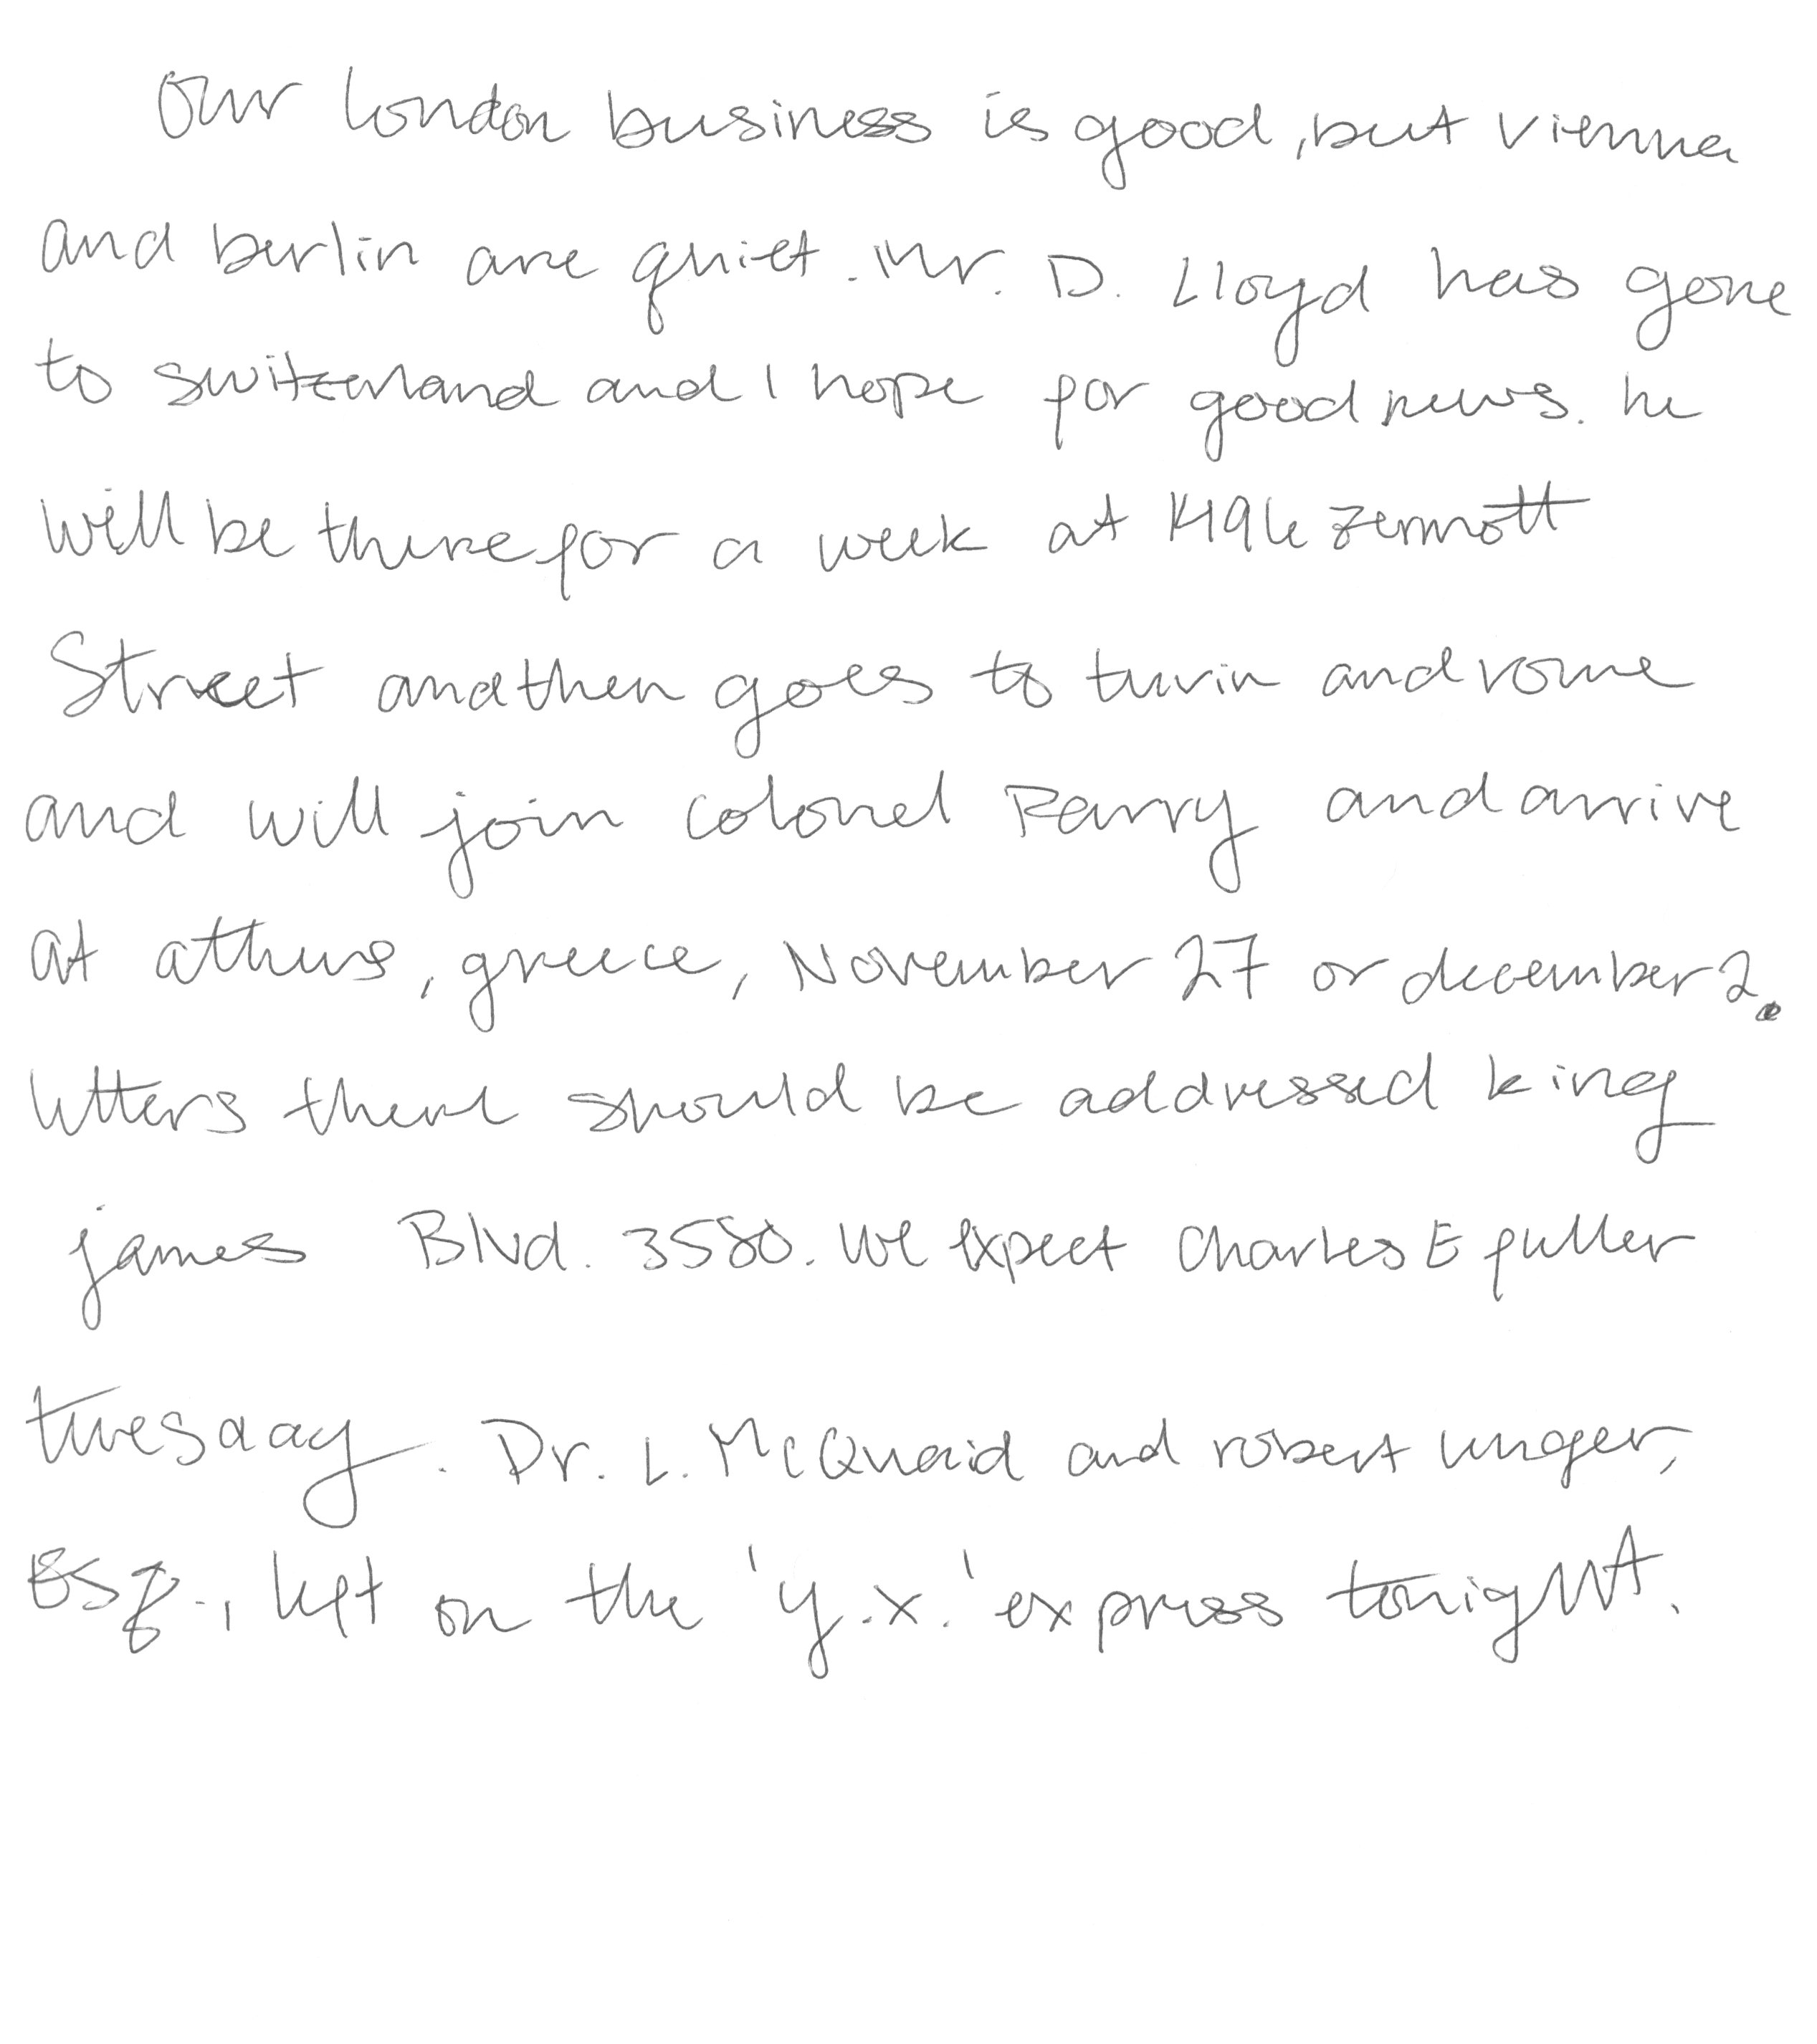 Our london business is good, but vienna
and berlin are quiet. Mr. D. Lloyd has gone
to switzerland and I hope for good news. he
will be there for a week at 1496 zermott
Street and then goes to turin and rome
and will join colonel Parry and arrive
at athens, greece, November 27 or december 2.
letters there should be addressed king
james Blvd. 3580. We expect Charles E fuller
tuesday. Dr. L. McQuaid and robert unger,
ESq., left on the 'y.x.' express tonight.